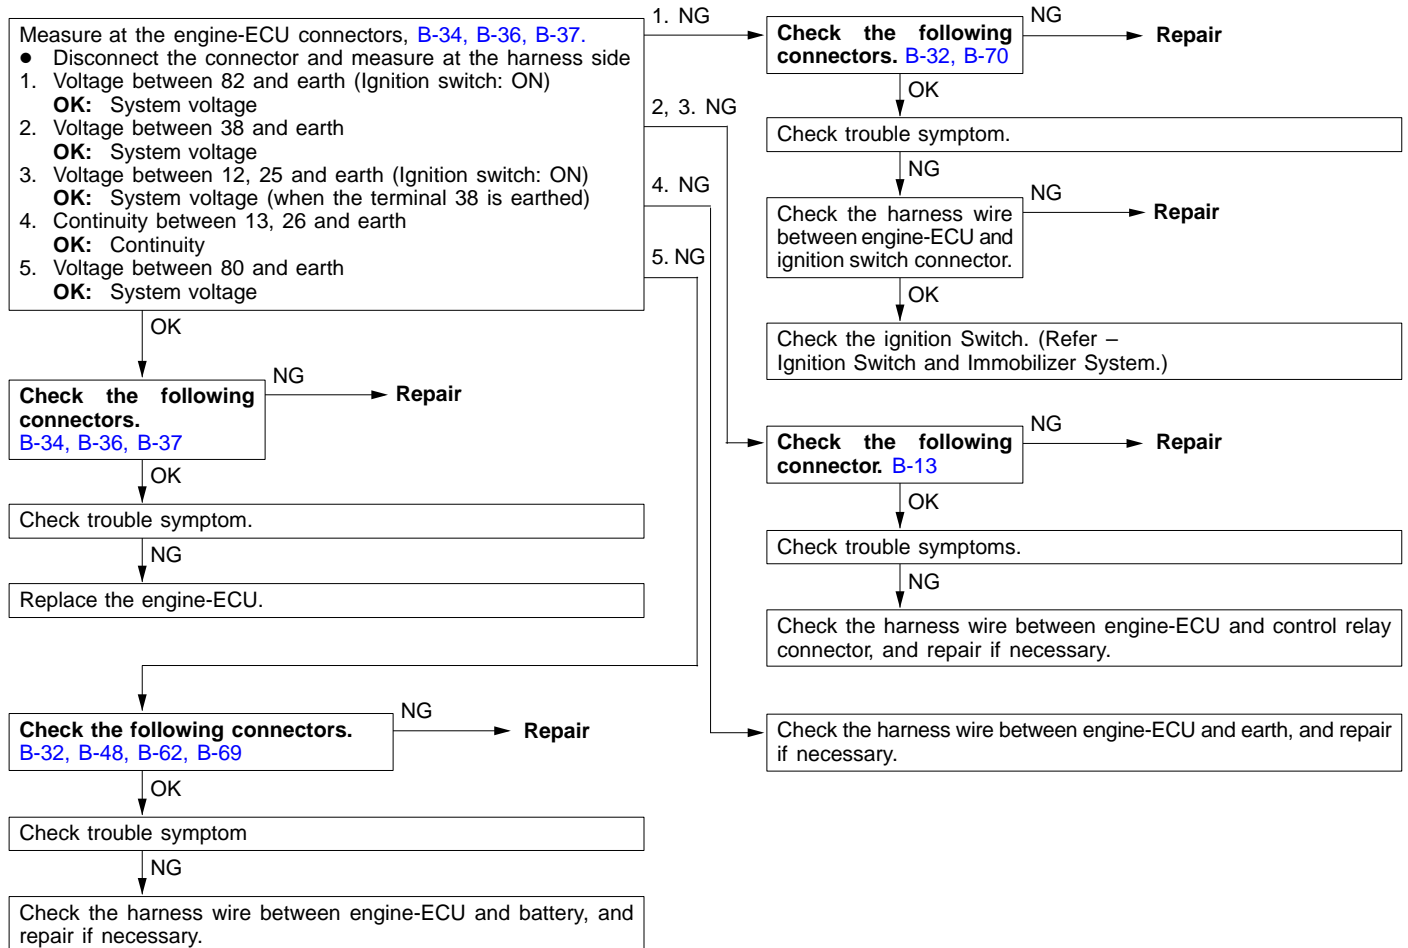 Measure at the engine-ECU connectors, B-34, B-36, B-37.
● Disconnect the connector and measure at the harness side
1. Voltage between 82 and earth (Ignition switch: ON)
OK: System voltage
2. Voltage between 38 and earth
OK: System voltage
3. Voltage between 12, 25 and earth (Ignition switch: ON)
OK: System voltage (when the terminal 38 is earthed)
4. Continuity between 13, 26 and earth
OK: Continuity
5. Voltage between 80 and earth
OK: System voltage
1. NG
2, 3. NG
4. NG
5. NG
OK
Check the following
connectors.
B-34, B-36, B-37
NG
Repair
OK
Check trouble symptom.
NG
Replace the engine-ECU.
Check the following connectors.
B-32, B-48, B-62, B-69
NG
Repair
OK
Check trouble symptom
NG
Check the harness wire between engine-ECU and battery, and
repair if necessary.
Check the following
connectors. B-32, B-70
NG
Repair
OK
Check trouble symptom.
NG
Check the harness wire
between engine-ECU and
ignition switch connector.
NG
Repair
OK
Check the ignition Switch. (Refer –
Ignition Switch and Immobilizer System.)
Check the following
connector. B-13
NG
Repair
OK
Check trouble symptoms.
NG
Check the harness wire between engine-ECU and control relay
connector, and repair if necessary.
Check the harness wire between engine-ECU and earth, and repair
if necessary.